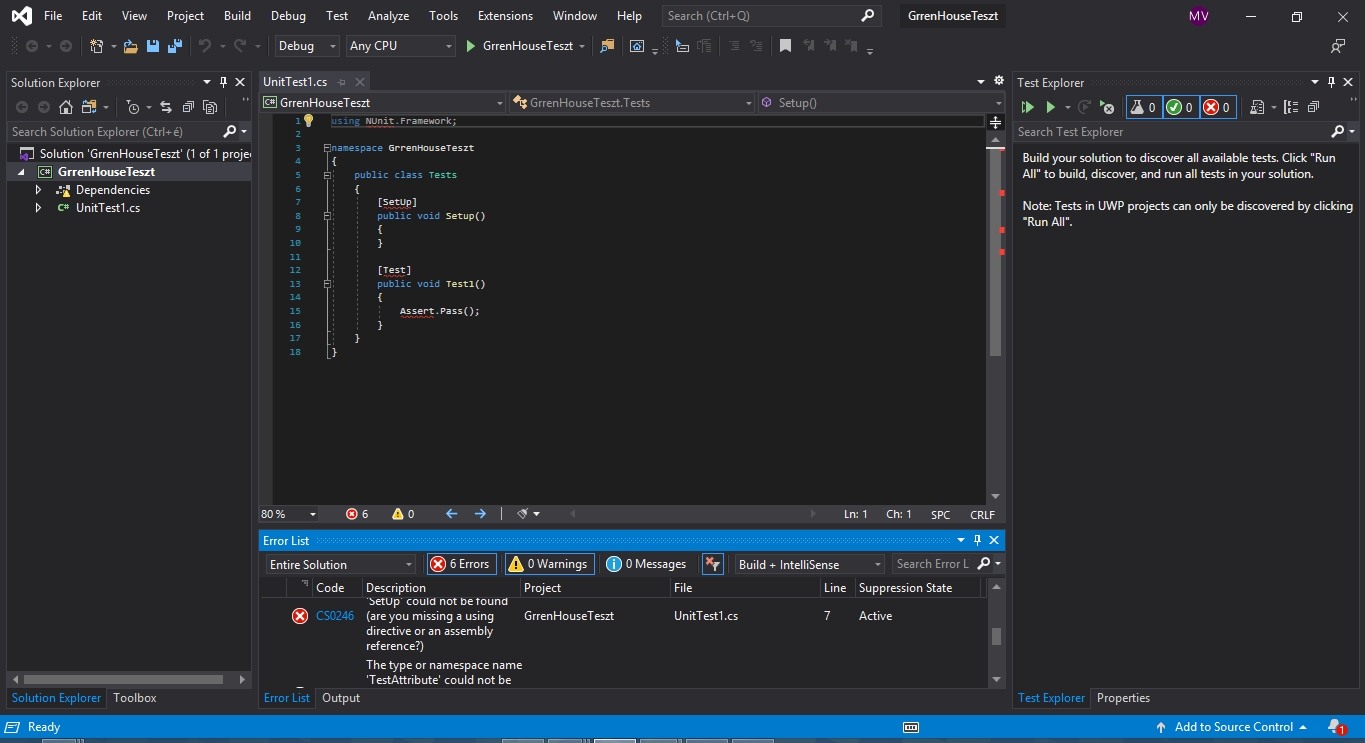 File Edit View Project Build Debug Test Analyze Tools Extensions Window Help Search (Ctrl+Q) GrrenHouseTeszt MV
Debug Any CPU GrrenHouseTeszt
Solution Explorer
Search Solution Explorer (Ctrl+é)
Solution 'GrrenHouseTeszt' (1 of 1 proje
C# GrrenHouseTeszt
Dependencies
C# UnitTest1.cs
Solution Explorer Toolbox
UnitTest1.cs
C# GrrenHouseTeszt GrrenHouseTeszt.Tests Setup()
1 using NUnit.Framework;
2
3 namespace GrrenHouseTeszt
4 {
5 public class Tests
6 {
7 [SetUp]
8 public void Setup()
9 {
10 }
11
12 [Test]
13 public void Test1()
14 {
15 Assert.Pass();
16 }
17 }
18 }
80 % 6 0 Ln: 1 Ch: 1 SPC CRLF
Error List
Entire Solution 6 Errors 0 Warnings 0 Messages Build + IntelliSense Search Error L
Code Description Project File Line Suppression State
'SetUp' could not be found
CS0246 (are you missing a using GrrenHouseTeszt UnitTest1.cs 7 Active
directive or an assembly
reference?)
The type or namespace name
'TestAttribute' could not be
Error List Output
Test Explorer
0 0 0
Search Test Explorer
Build your solution to discover all available tests. Click "Run
All" to build, discover, and run all tests in your solution.
Note: Tests in UWP projects can only be discovered by clicking
"Run All".
Test Explorer Properties
Ready Add to Source Control 1